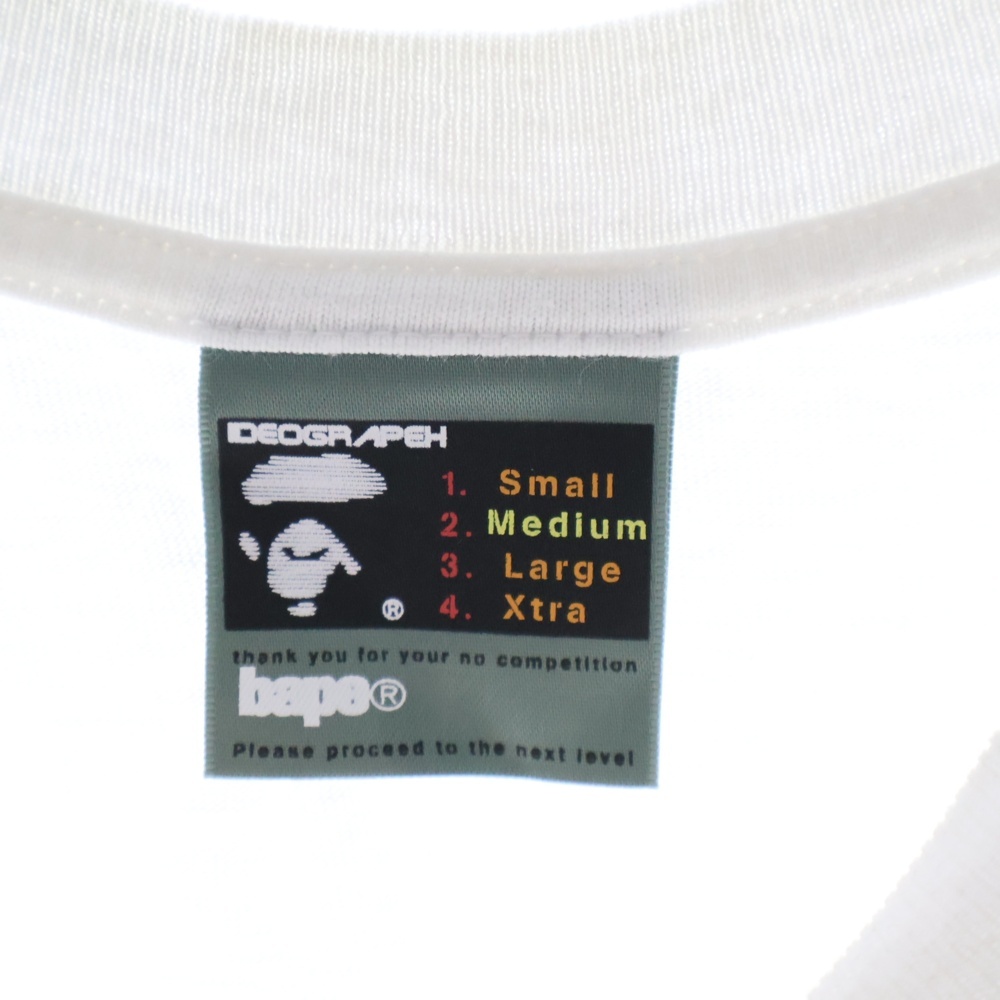 IDEOGRAPEH
1. Small
2. Medium
3. Large
4. Xtra
®
thank you for your no competition
bape®
Please proceed to the next level